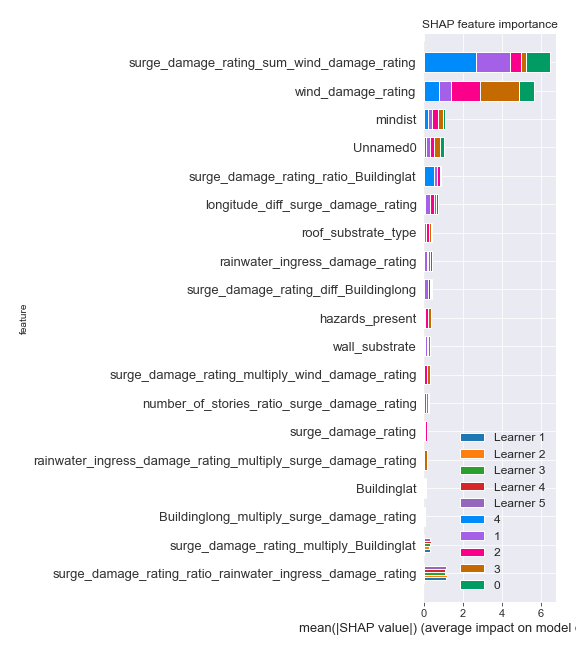 SHAP feature importance
surge_damage_rating_sum_wind_damage_rating
wind_damage_rating
mindist
Unnamed0
surge_damage_rating_ratio_Buildinglat
longitude_diff_surge_damage_rating
roof_substrate_type
rainwater_ingress_damage_rating
surge_damage_rating_diff_Buildinglong
hazards_present
wall_substrate
surge_damage_rating_multiply_wind_damage_rating
number_of_stories_ratio_surge_damage_rating
surge_damage_rating
rainwater_ingress_damage_rating_multiply_surge_damage_rating
Buildinglat
Buildinglong_multiply_surge_damage_rating
surge_damage_rating_multiply_Buildinglat
surge_damage_rating_ratio_rainwater_ingress_damage_rating
feature
Learner 1
Learner 2
Learner 3
Learner 4
Learner 5
4
1
2
3
0
0 2 4 6
mean(|SHAP value|) (average impact on model